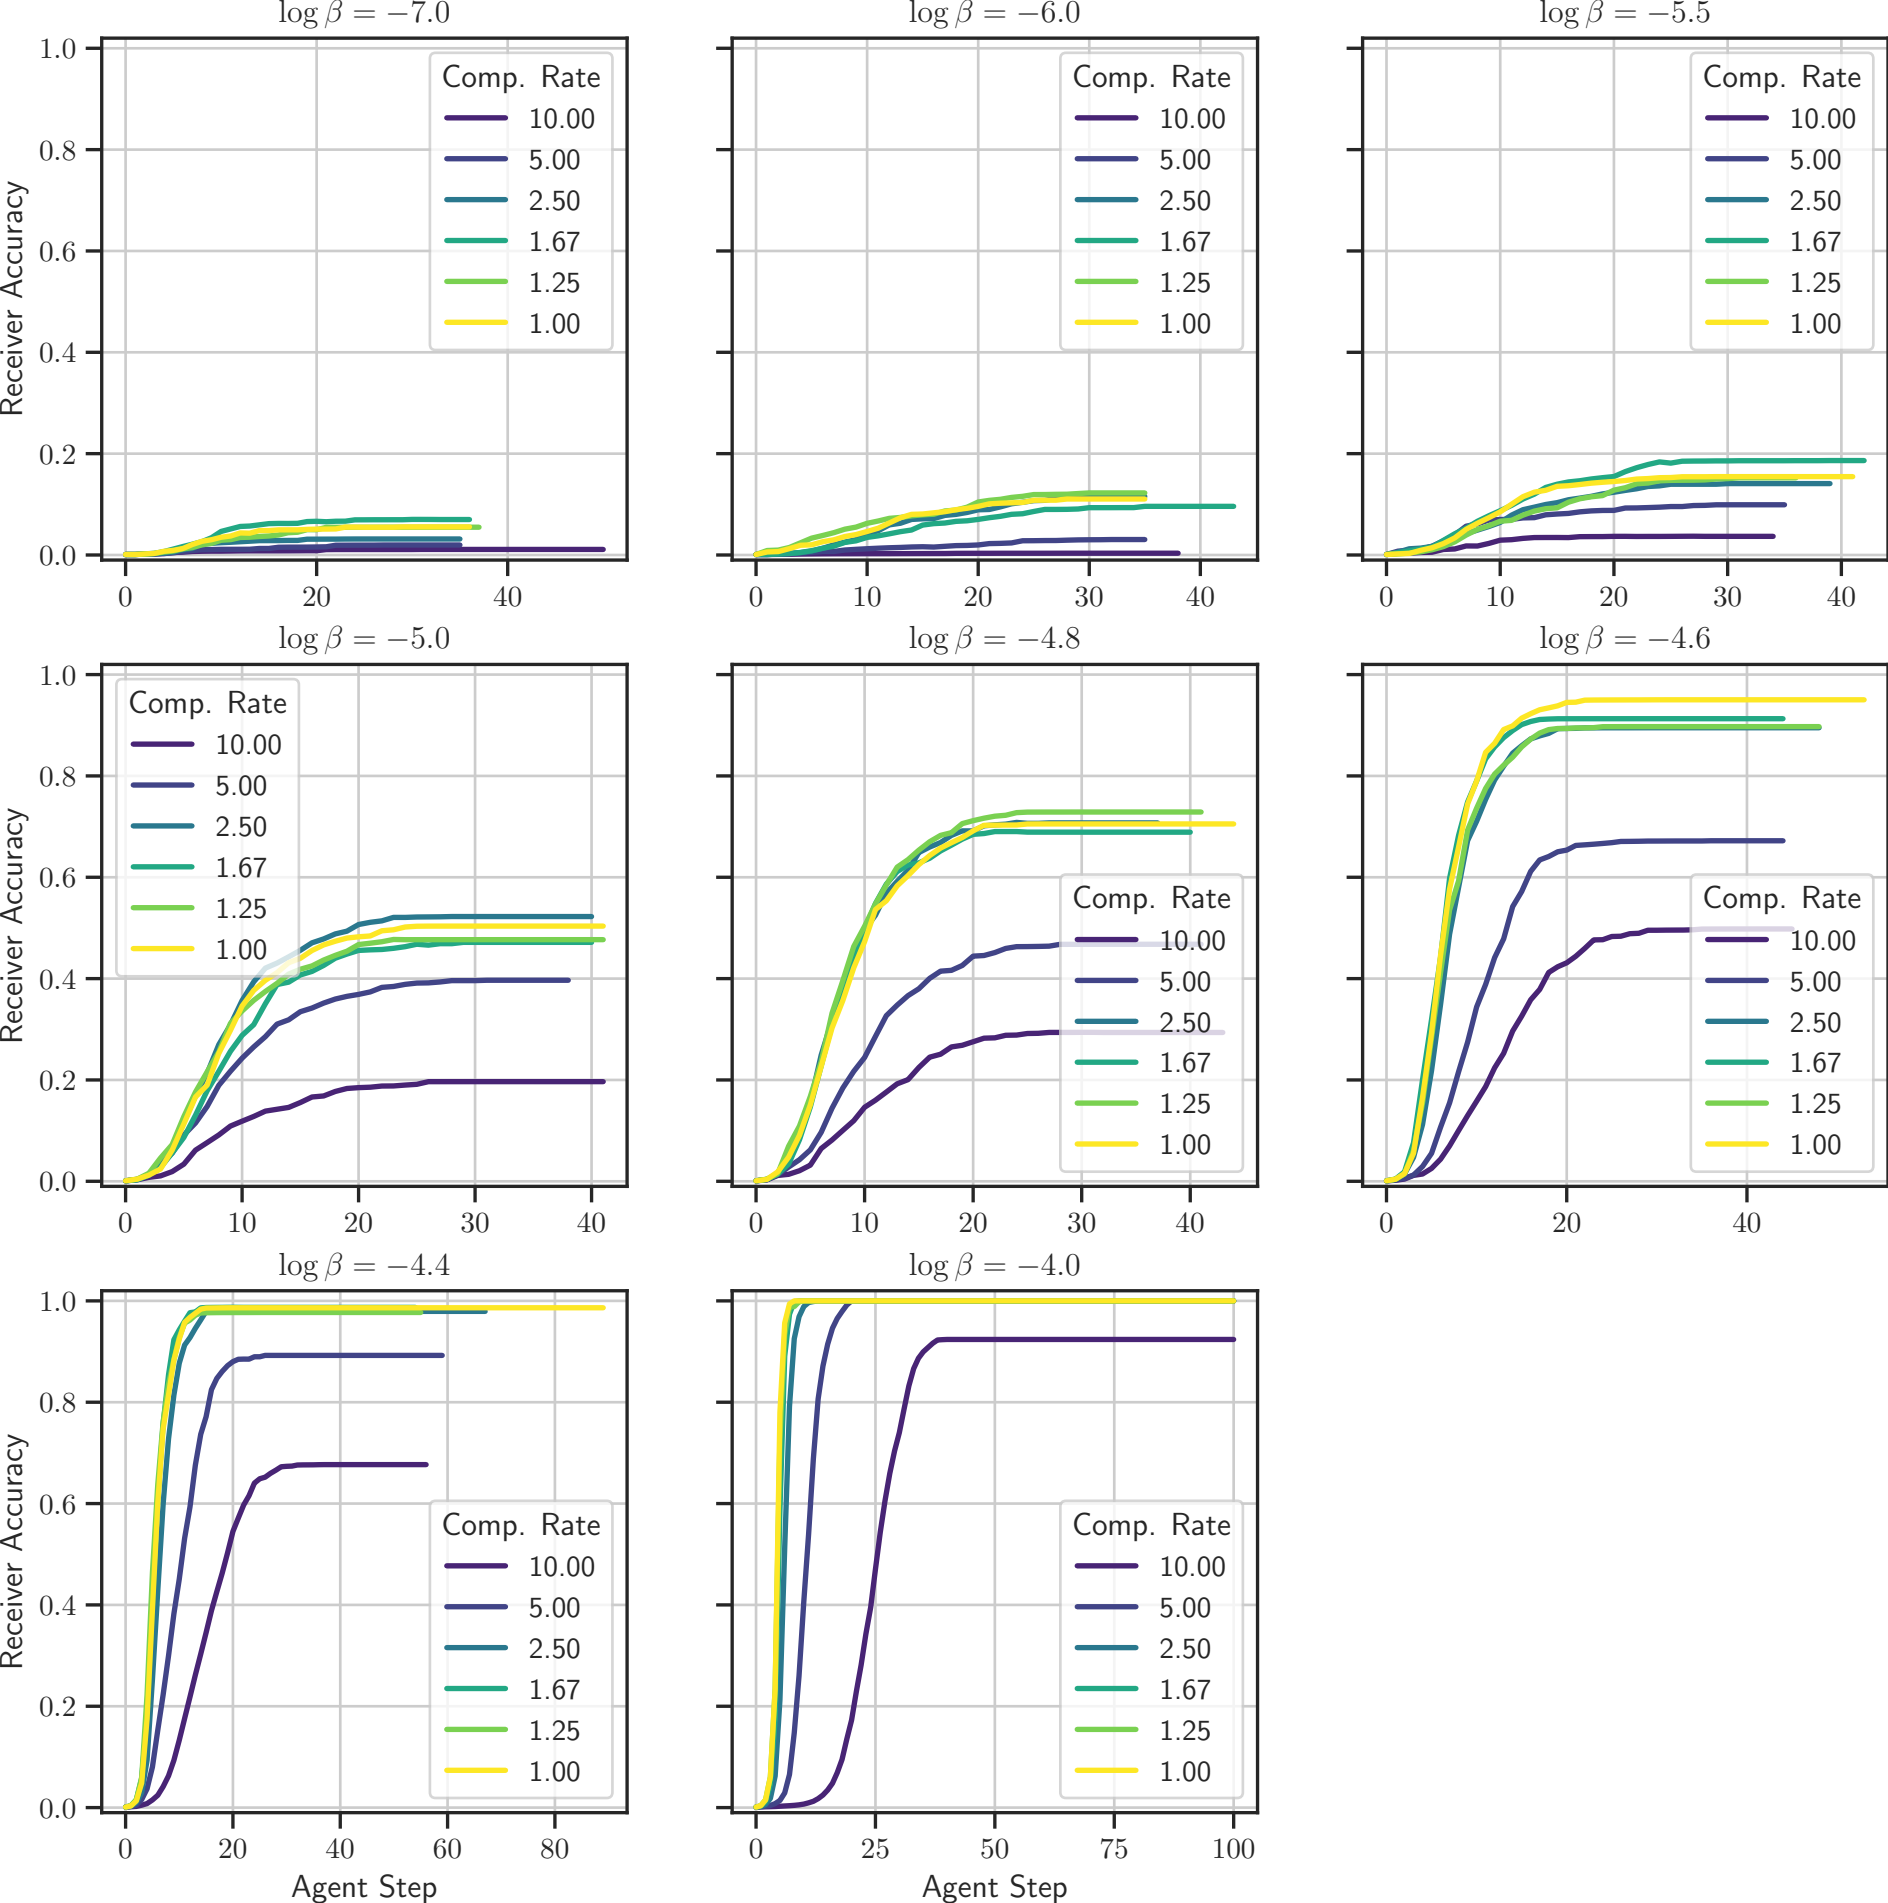 log β = −7.0
Receiver Accuracy
1.0
0.8
0.6
0.4
0.2
0.0
0 20 40
Comp. Rate
10.00
5.00
2.50
1.67
1.25
1.00
log β = −6.0
0 10 20 30 40
Comp. Rate
10.00
5.00
2.50
1.67
1.25
1.00
log β = −5.5
0 10 20 30 40
Comp. Rate
10.00
5.00
2.50
1.67
1.25
1.00
log β = −5.0
Receiver Accuracy
1.0
0.8
0.6
0.4
0.2
0.0
0 10 20 30 40
Comp. Rate
10.00
5.00
2.50
1.67
1.25
1.00
log β = −4.8
0 10 20 30 40
Comp. Rate
10.00
5.00
2.50
1.67
1.25
1.00
log β = −4.6
0 20 40
Comp. Rate
10.00
5.00
2.50
1.67
1.25
1.00
log β = −4.4
Receiver Accuracy
1.0
0.8
0.6
0.4
0.2
0.0
0 20 40 60 80
Agent Step
Comp. Rate
10.00
5.00
2.50
1.67
1.25
1.00
log β = −4.0
0 25 50 75 100
Agent Step
Comp. Rate
10.00
5.00
2.50
1.67
1.25
1.00